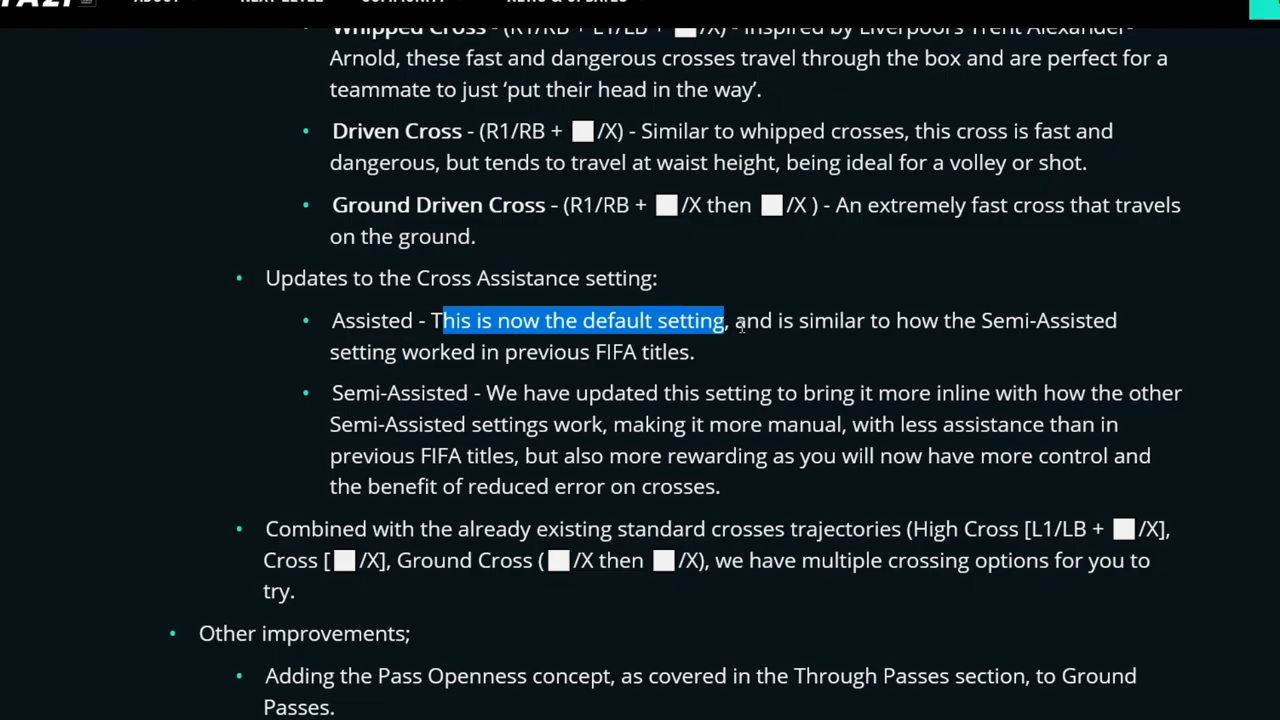 Whipped Cross - (R1/RB + L1/LB + ⬜/X) - Inspired by Liverpool's Trent Alexander-
Arnold, these fast and dangerous crosses travel through the box and are perfect for a
teammate to just ‘put their head in the way’.
Driven Cross - (R1/RB + ⬜/X) - Similar to whipped crosses, this cross is fast and
dangerous, but tends to travel at waist height, being ideal for a volley or shot.
Ground Driven Cross - (R1/RB + ⬜/X then ⬜/X ) - An extremely fast cross that travels
on the ground.
Updates to the Cross Assistance setting:
Assisted - This is now the default setting, and is similar to how the Semi-Assisted
setting worked in previous FIFA titles.
Semi-Assisted - We have updated this setting to bring it more inline with how the other
Semi-Assisted settings work, making it more manual, with less assistance than in
previous FIFA titles, but also more rewarding as you will now have more control and
the benefit of reduced error on crosses.
Combined with the already existing standard crosses trajectories (High Cross [L1/LB + ⬜/X],
Cross [⬜/X], Ground Cross (⬜/X then ⬜/X), we have multiple crossing options for you to
try.
Other improvements;
Adding the Pass Openness concept, as covered in the Through Passes section, to Ground
Passes.